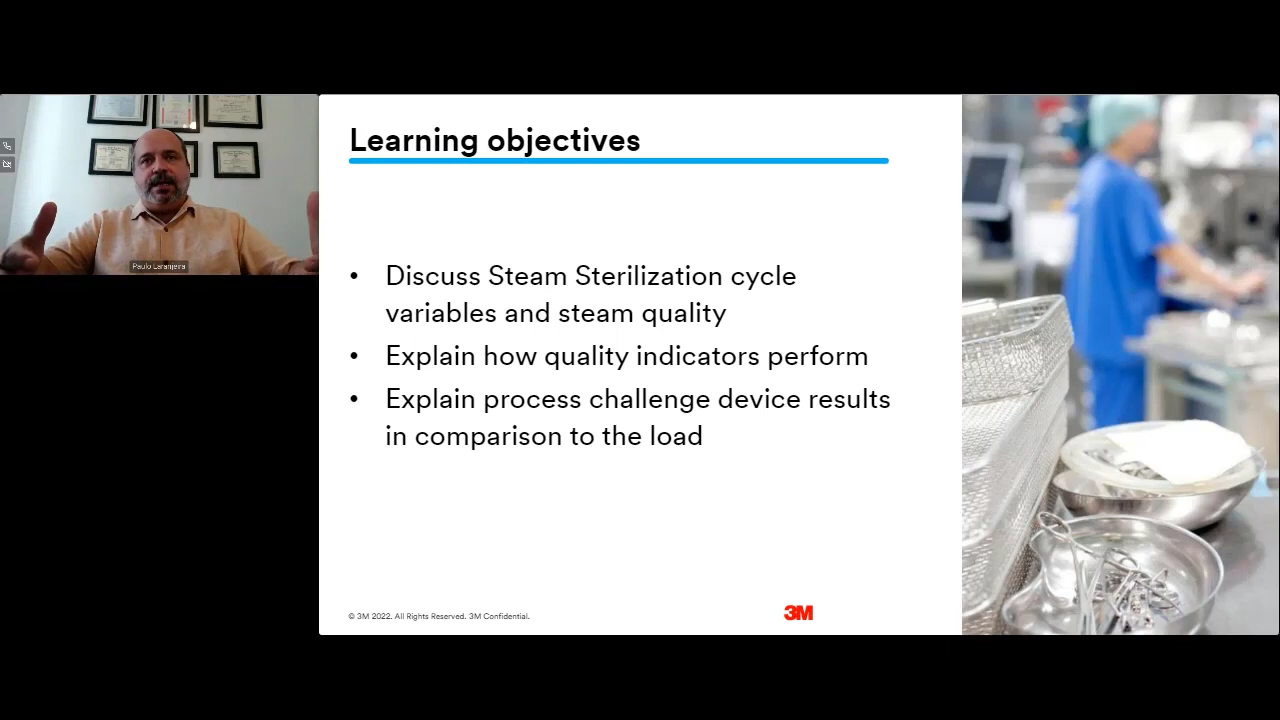 Learning objectives
Paulo Laranjeira
• Discuss Steam Sterilization cycle
variables and steam quality
• Explain how quality indicators perform
• Explain process challenge device results
in comparison to the load
© 3M 2022. All Rights Reserved. 3M Confidential.
3M